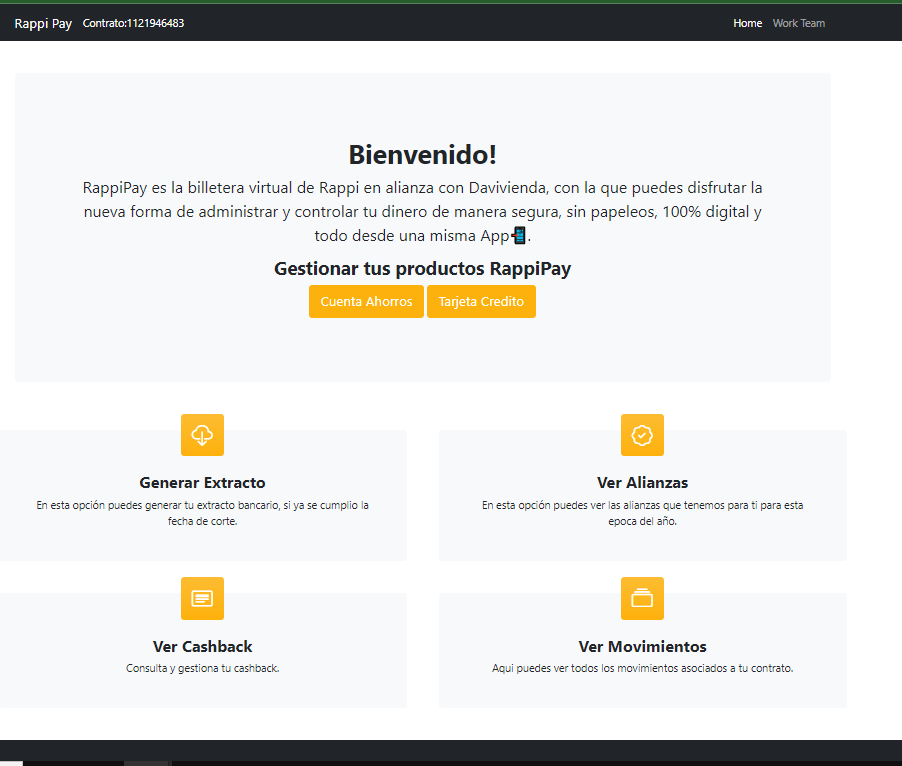 Rappi Pay Contrato:1121946483 Home Work Team
Bienvenido!
RappiPay es la billetera virtual de Rappi en alianza con Davivienda, con la que puedes disfrutar la
nueva forma de administrar y controlar tu dinero de manera segura, sin papeleos, 100% digital y
todo desde una misma App📲.
Gestionar tus productos RappiPay
Cuenta Ahorros Tarjeta Credito
Generar Extracto
En esta opción puedes generar tu extracto bancario, si ya se cumplio la
fecha de corte.
Ver Alianzas
En esta opción puedes ver las alianzas que tenemos para ti para esta
epoca del año.
Ver Cashback
Consulta y gestiona tu cashback.
Ver Movimientos
Aqui puedes ver todos los movimientos asociados a tu contrato.